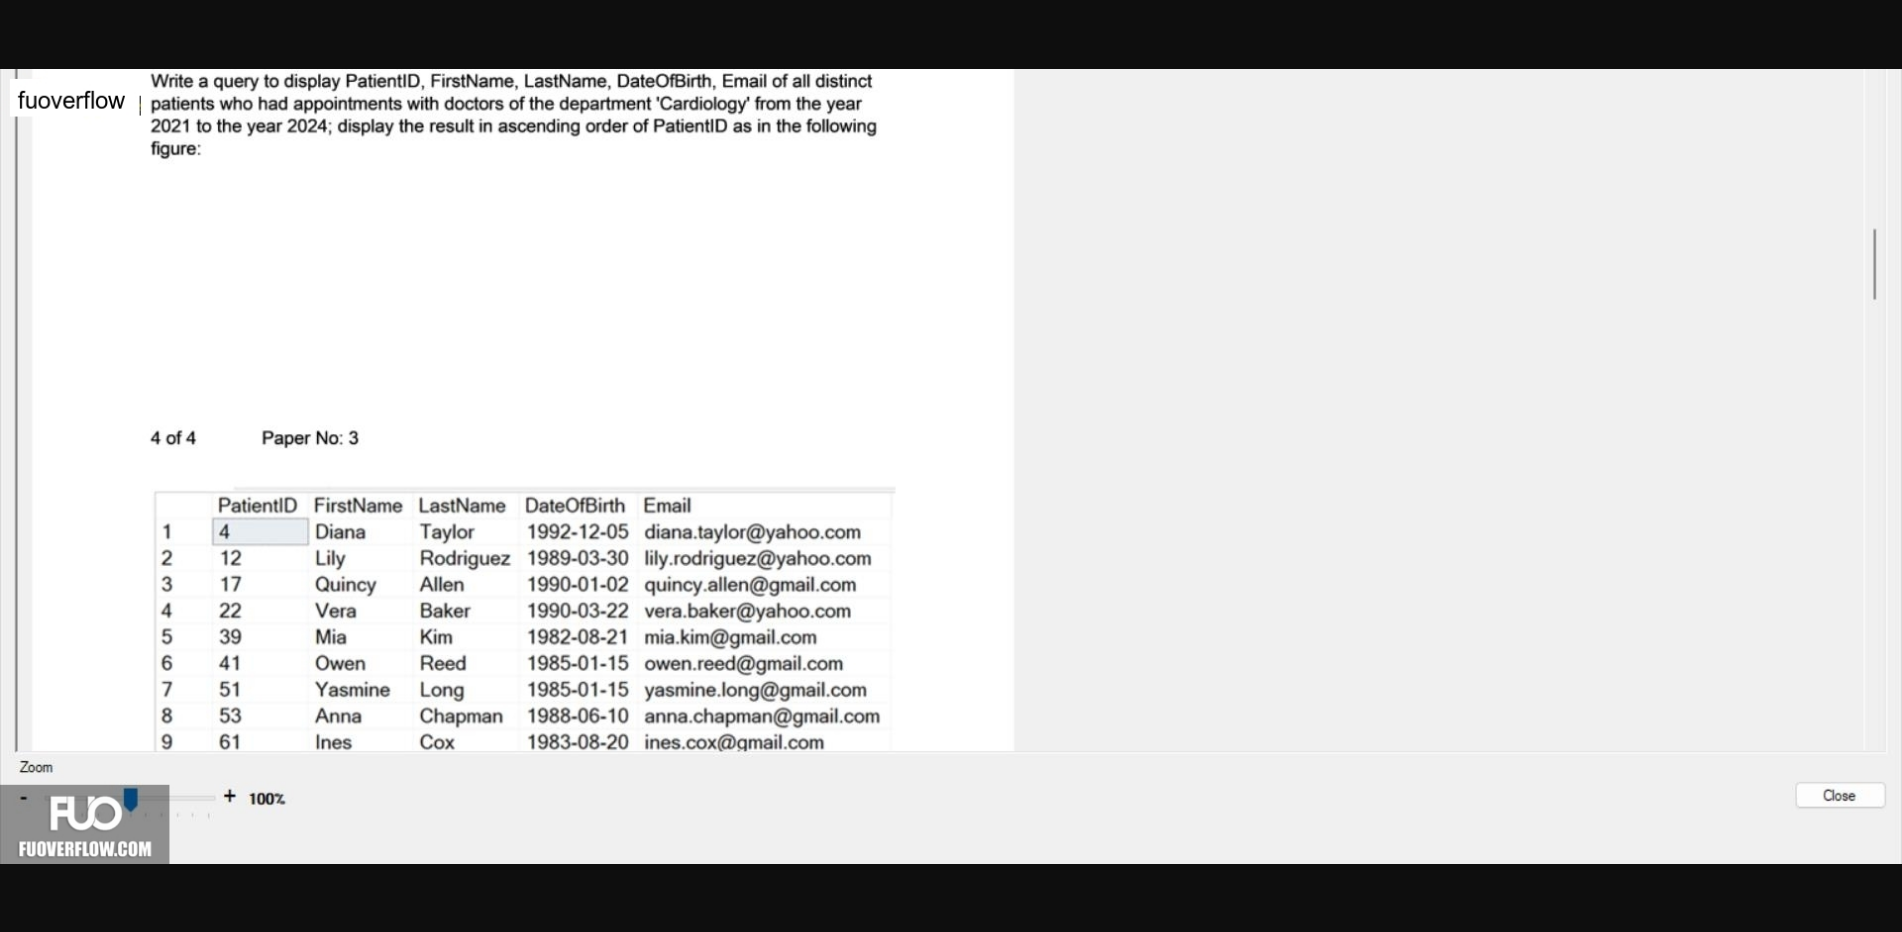 Write a query to display PatientID, FirstName, LastName, DateOfBirth, Email of all distinct
fuoverflow
patients who had appointments with doctors of the department 'Cardiology' from the year
2021 to the year 2024; display the result in ascending order of PatientID as in the following
figure:
4 of 4 Paper No: 3
PatientID FirstName LastName DateOfBirth Email
1 4 Diana Taylor 1992-12-05 diana.taylor@yahoo.com
2 12 Lily Rodriguez 1989-03-30 lily.rodriguez@yahoo.com
3 17 Quincy Allen 1990-01-02 quincy.allen@gmail.com
4 22 Vera Baker 1990-03-22 vera.baker@yahoo.com
5 39 Mia Kim 1982-08-21 mia.kim@gmail.com
6 41 Owen Reed 1985-01-15 owen.reed@gmail.com
7 51 Yasmine Long 1985-01-15 yasmine.long@gmail.com
8 53 Anna Chapman 1988-06-10 anna.chapman@gmail.com
9 61 Ines Cox 1983-08-20 ines.cox@gmail.com
Zoom
- + 100%
Close
FUO
FUOVERFLOW.COM